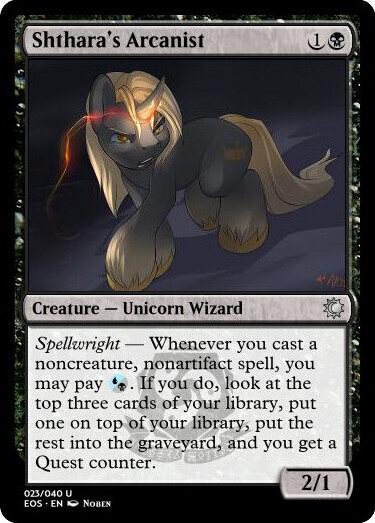 Shthara's Arcanist 1
Creature — Unicorn Wizard
Spellwright — Whenever you cast a
noncreature, nonartifact spell, you
may pay . If you do, look at the
top three cards of your library, put
one on top of your library, put the
rest into the graveyard, and you get a
Quest counter.
2/1
023/040 U
EOS • EN Noben